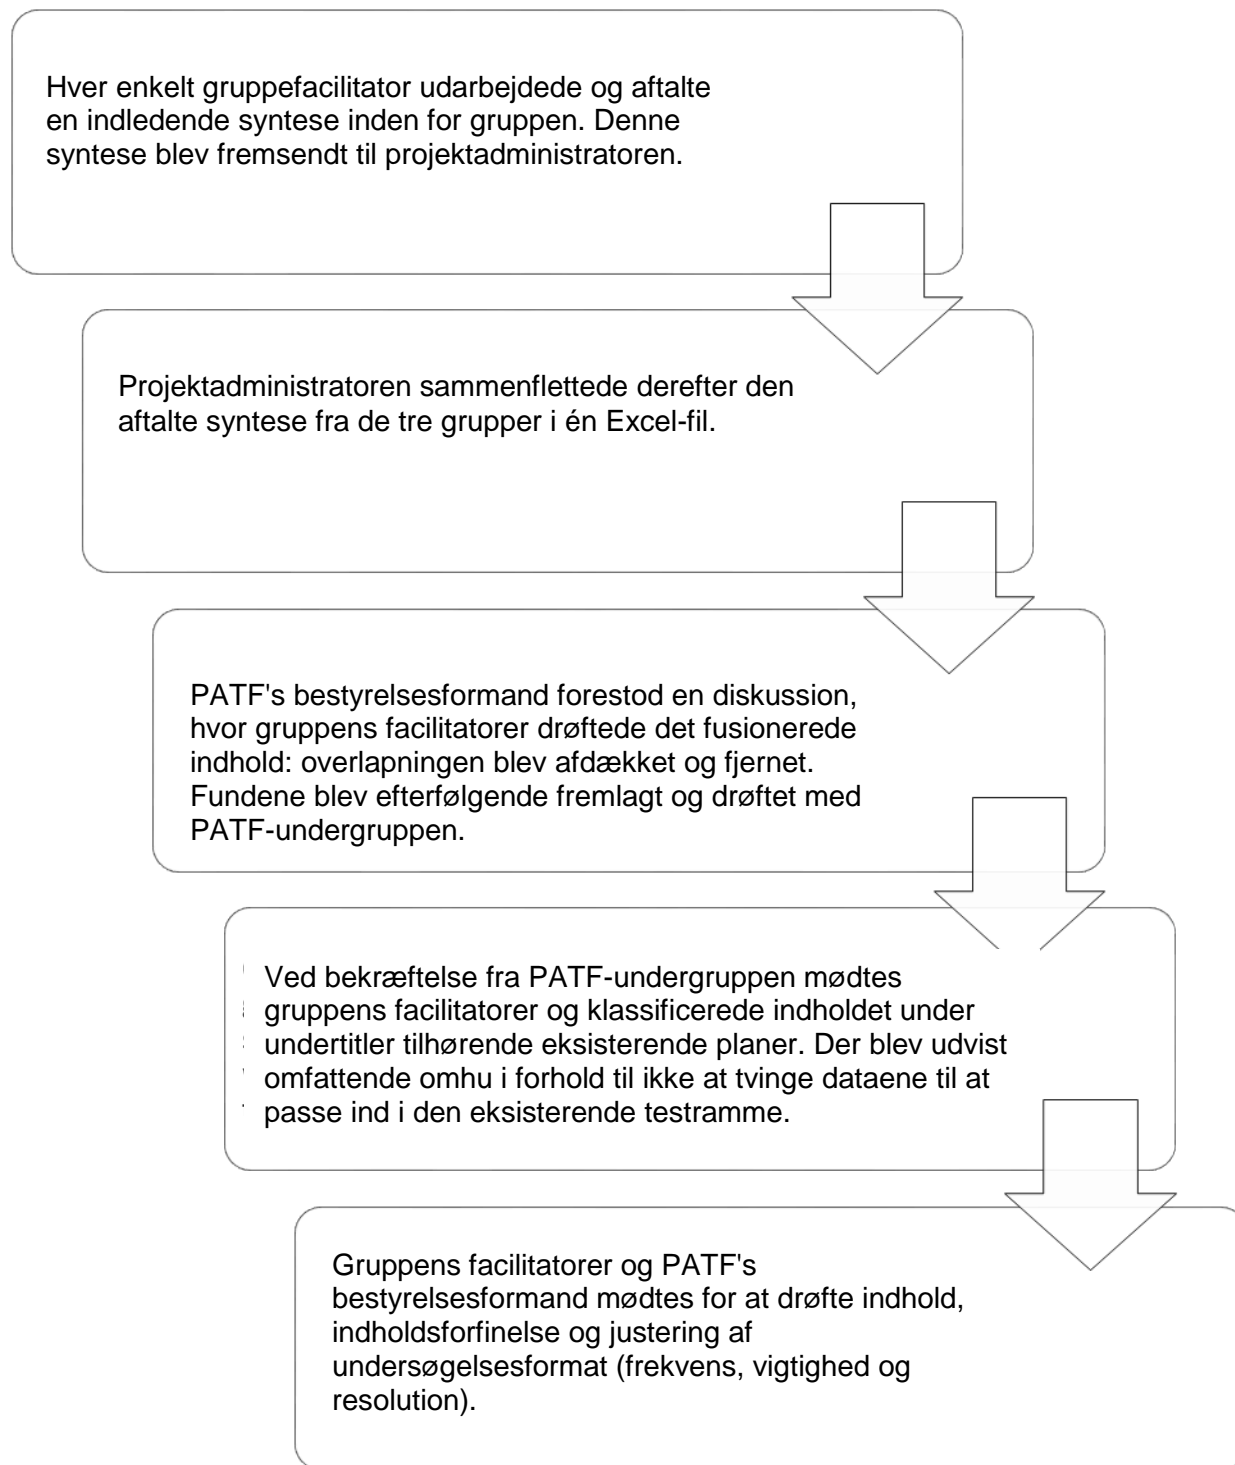 Hver enkelt gruppefacilitator udarbejdede og aftalte
en indledende syntese inden for gruppen. Denne
syntese blev fremsendt til projektadministratoren.
Projektadministratoren sammenflettede derefter den
aftalte syntese fra de tre grupper i én Excel-fil.
PATF's bestyrelsesformand forestod en diskussion,
hvor gruppens facilitatorer drøftede det fusionerede
indhold: overlapningen blev afdækket og fjernet.
Fundene blev efterfølgende fremlagt og drøftet med
PATF-undergruppen.
Ved bekræftelse fra PATF-undergruppen mødtes
gruppens facilitatorer og klassificerede indholdet under
undertitler tilhørende eksisterende planer. Der blev udvist
omfattende omhu i forhold til ikke at tvinge dataene til at
passe ind i den eksisterende testramme.
Gruppens facilitatorer og PATF's
bestyrelsesformand mødtes for at drøfte indhold,
indholdsforfinelse og justering af
undersøgelsesformat (frekvens, vigtighed og
resolution).